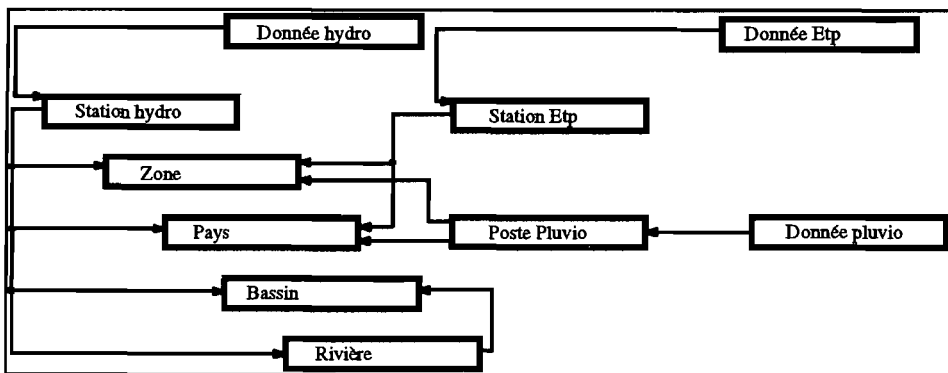 Donnée hydro
Donnée Etp
Station hydro
Station Etp
Zone
Pays
Poste Pluvio
Donnée pluvio
Bassin
Rivière